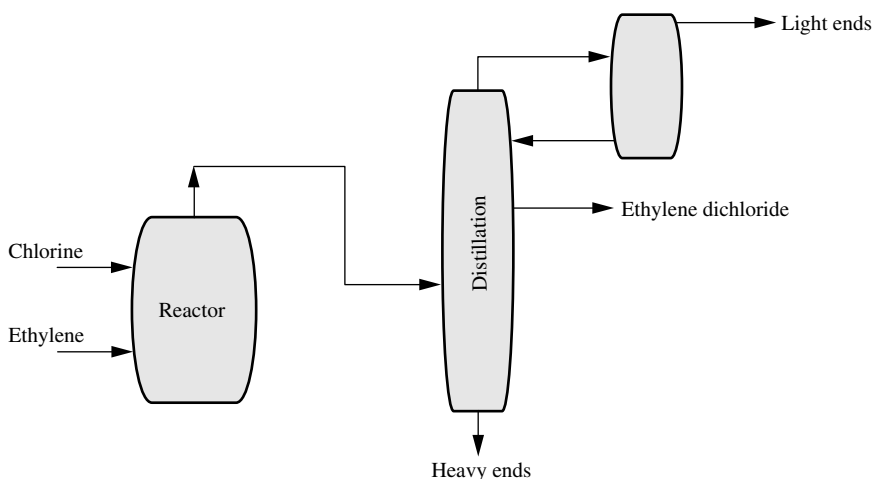 Light ends
Ethylene dichloride
Distillation
Chlorine
Reactor
Ethylene
Heavy ends